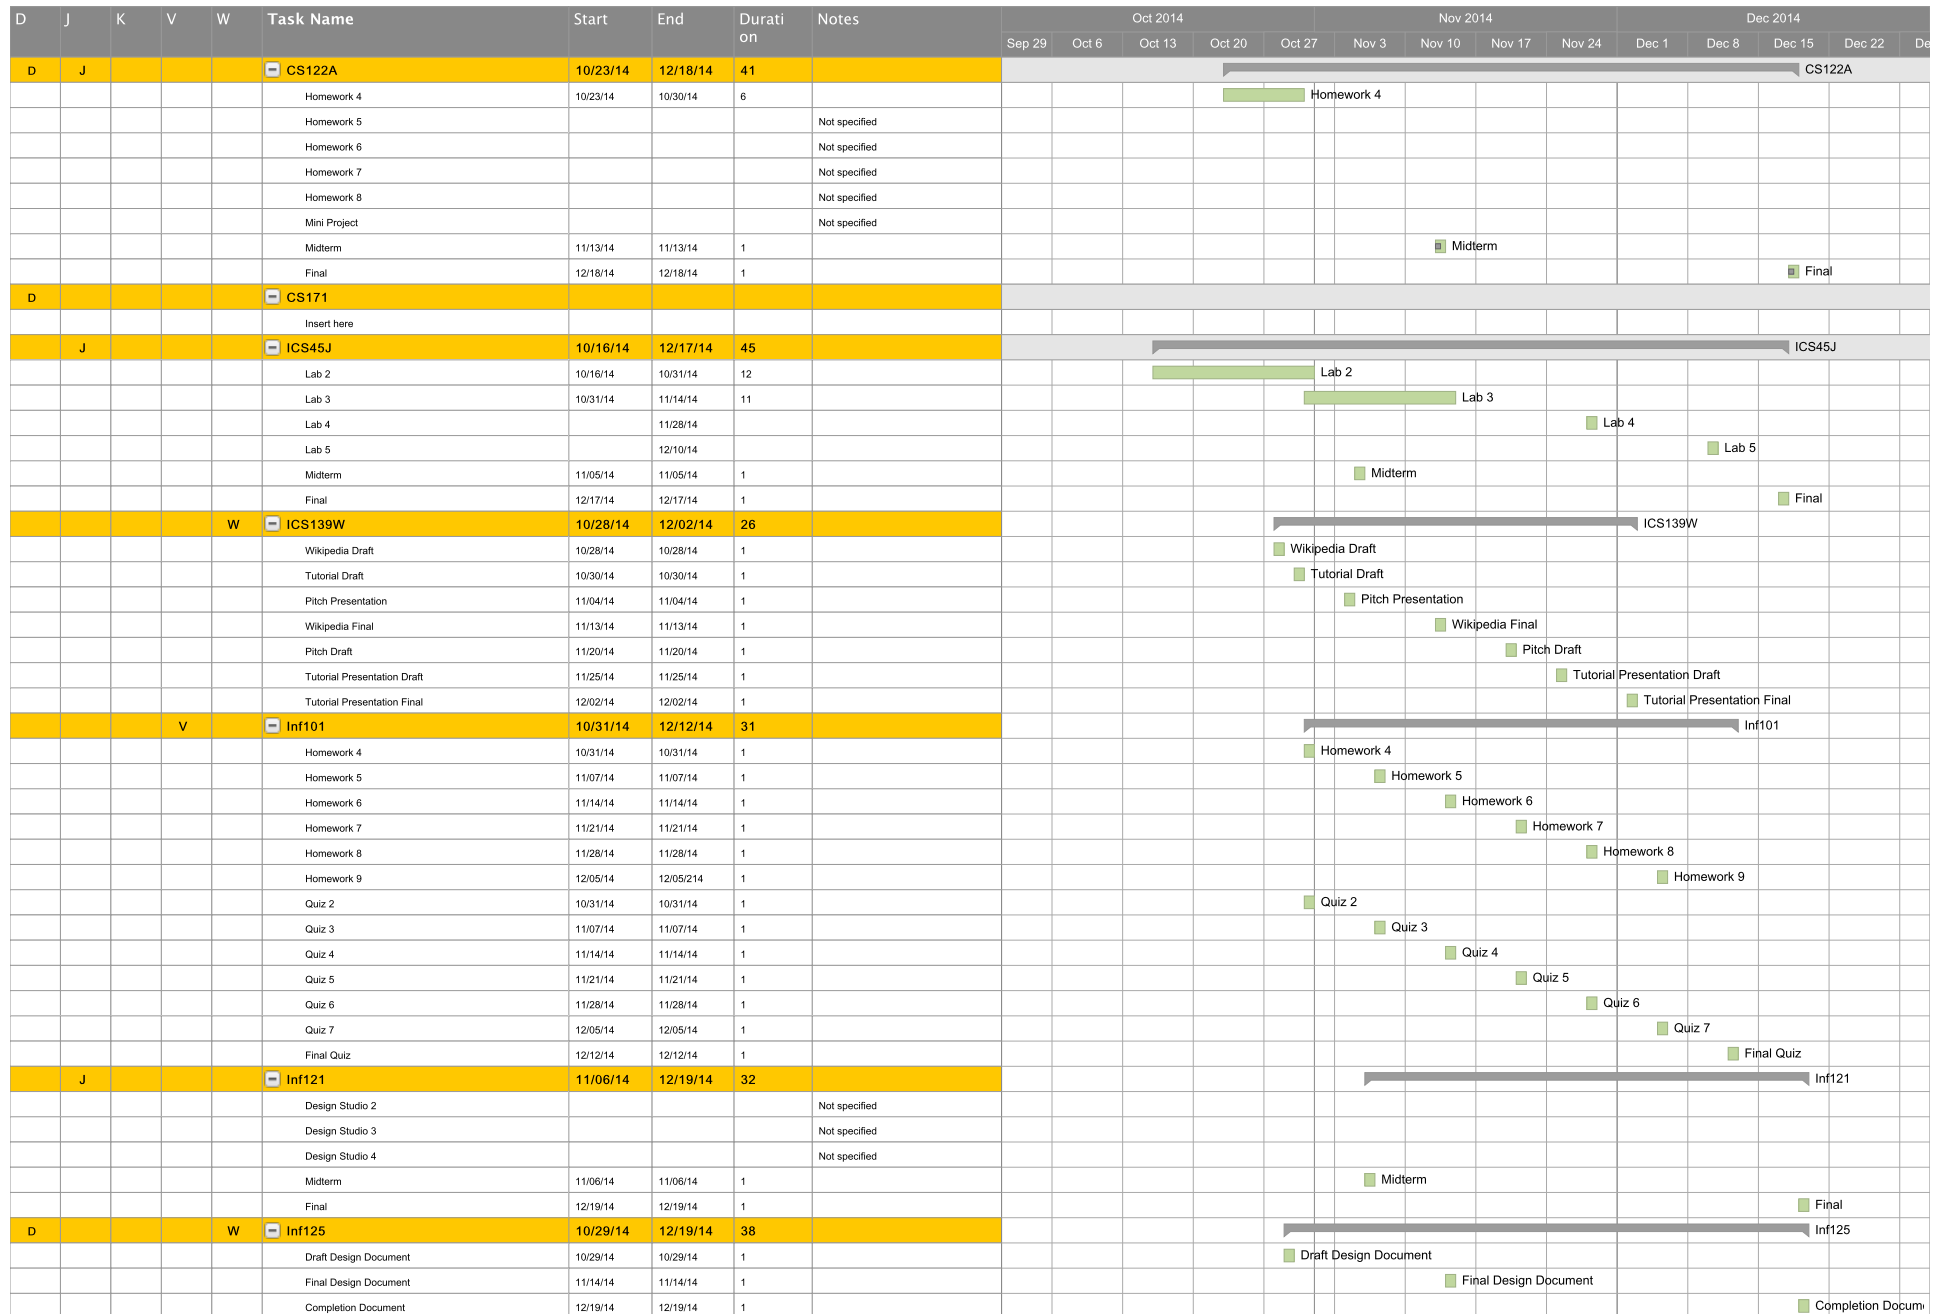 D J K V W Task Name Start End Durati on Notes Oct 2014 Nov 2014 Dec 2014
Sep 29 Oct 6 Oct 13 Oct 20 Oct 27 Nov 3 Nov 10 Nov 17 Nov 24 Dec 1 Dec 8 Dec 15 Dec 22 De
D J CS122A 10/23/14 12/18/14 41 CS122A
Homework 4 10/23/14 10/30/14 6 Homework 4
Homework 5 Not specified
Homework 6 Not specified
Homework 7 Not specified
Homework 8 Not specified
Mini Project Not specified
Midterm 11/13/14 11/13/14 1 Midterm
Final 12/18/14 12/18/14 1 Final
D CS171
Insert here
J ICS45J 10/16/14 12/17/14 45 ICS45J
Lab 2 10/16/14 10/31/14 12 Lab 2
Lab 3 10/31/14 11/14/14 11 Lab 3
Lab 4 11/28/14 Lab 4
Lab 5 12/10/14 Lab 5
Midterm 11/05/14 11/05/14 1 Midterm
Final 12/17/14 12/17/14 1 Final
W ICS139W 10/28/14 12/02/14 26 ICS139W
Wikipedia Draft 10/28/14 10/28/14 1 Wikipedia Draft
Tutorial Draft 10/30/14 10/30/14 1 Tutorial Draft
Pitch Presentation 11/04/14 11/04/14 1 Pitch Presentation
Wikipedia Final 11/13/14 11/13/14 1 Wikipedia Final
Pitch Draft 11/20/14 11/20/14 1 Pitch Draft
Tutorial Presentation Draft 11/25/14 11/25/14 1 Tutorial Presentation Draft
Tutorial Presentation Final 12/02/14 12/02/14 1 Tutorial Presentation Final
V Inf101 10/31/14 12/12/14 31 Inf101
Homework 4 10/31/14 10/31/14 1 Homework 4
Homework 5 11/07/14 11/07/14 1 Homework 5
Homework 6 11/14/14 11/14/14 1 Homework 6
Homework 7 11/21/14 11/21/14 1 Homework 7
Homework 8 11/28/14 11/28/14 1 Homework 8
Homework 9 12/05/14 12/05/214 1 Homework 9
Quiz 2 10/31/14 10/31/14 1 Quiz 2
Quiz 3 11/07/14 11/07/14 1 Quiz 3
Quiz 4 11/14/14 11/14/14 1 Quiz 4
Quiz 5 11/21/14 11/21/14 1 Quiz 5
Quiz 6 11/28/14 11/28/14 1 Quiz 6
Quiz 7 12/05/14 12/05/14 1 Quiz 7
Final Quiz 12/12/14 12/12/14 1 Final Quiz
J Inf121 11/06/14 12/19/14 32 Inf121
Design Studio 2 Not specified
Design Studio 3 Not specified
Design Studio 4 Not specified
Midterm 11/06/14 11/06/14 1 Midterm
Final 12/19/14 12/19/14 1 Final
D W Inf125 10/29/14 12/19/14 38 Inf125
Draft Design Document 10/29/14 10/29/14 1 Draft Design Document
Final Design Document 11/14/14 11/14/14 1 Final Design Document
Completion Document 12/19/14 12/19/14 1 Completion Docum